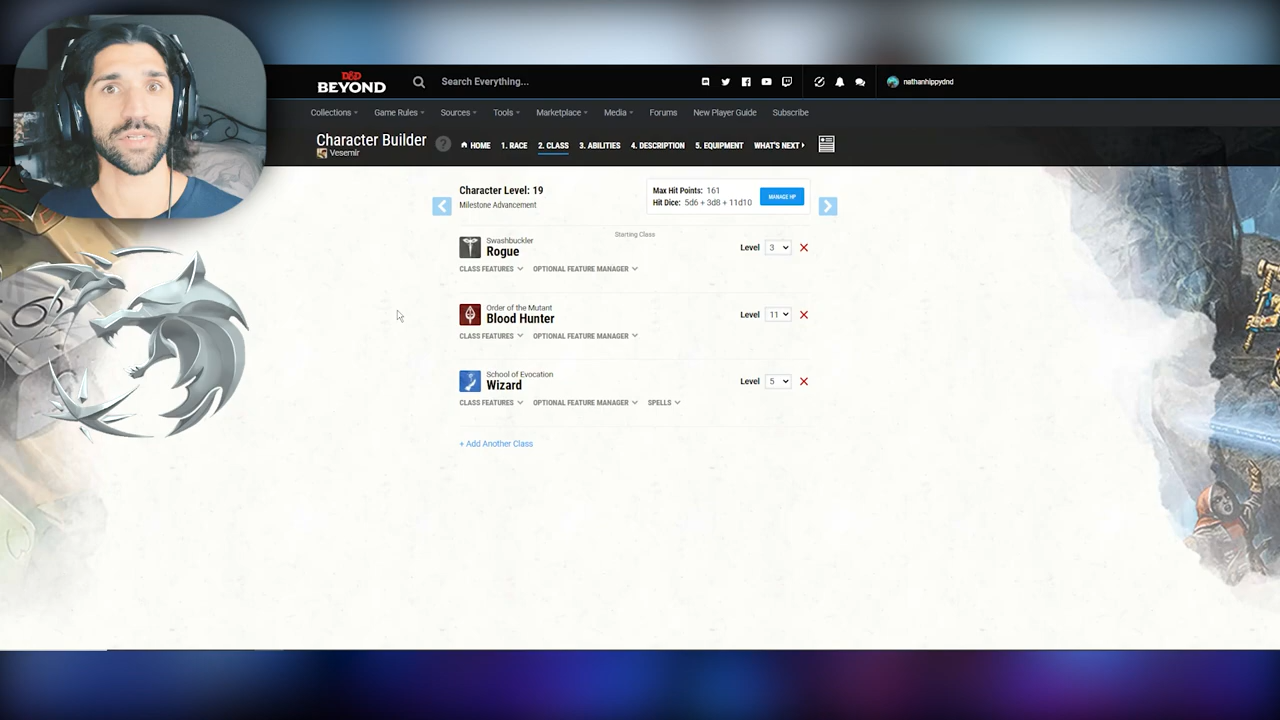 D&D
BEYOND
Search Everything...
nathanhippydnd
Collections
Game Rules
Sources
Tools
Marketplace
Media
Forums
New Player Guide
Subscribe
Character Builder
?
Vesemir
HOME
1. RACE
2. CLASS
3. ABILITIES
4. DESCRIPTION
5. EQUIPMENT
WHAT'S NEXT
Character Level: 19
Milestone Advancement
Max Hit Points: 161
Hit Dice: 5d6 + 3d8 + 11d10
MANAGE HP
Starting Class
Swashbuckler
Rogue
Level 3
CLASS FEATURES
OPTIONAL FEATURE MANAGER
Order of the Mutant
Blood Hunter
Level 11
CLASS FEATURES
OPTIONAL FEATURE MANAGER
School of Evocation
Wizard
Level 5
CLASS FEATURES
OPTIONAL FEATURE MANAGER
SPELLS
+ Add Another Class